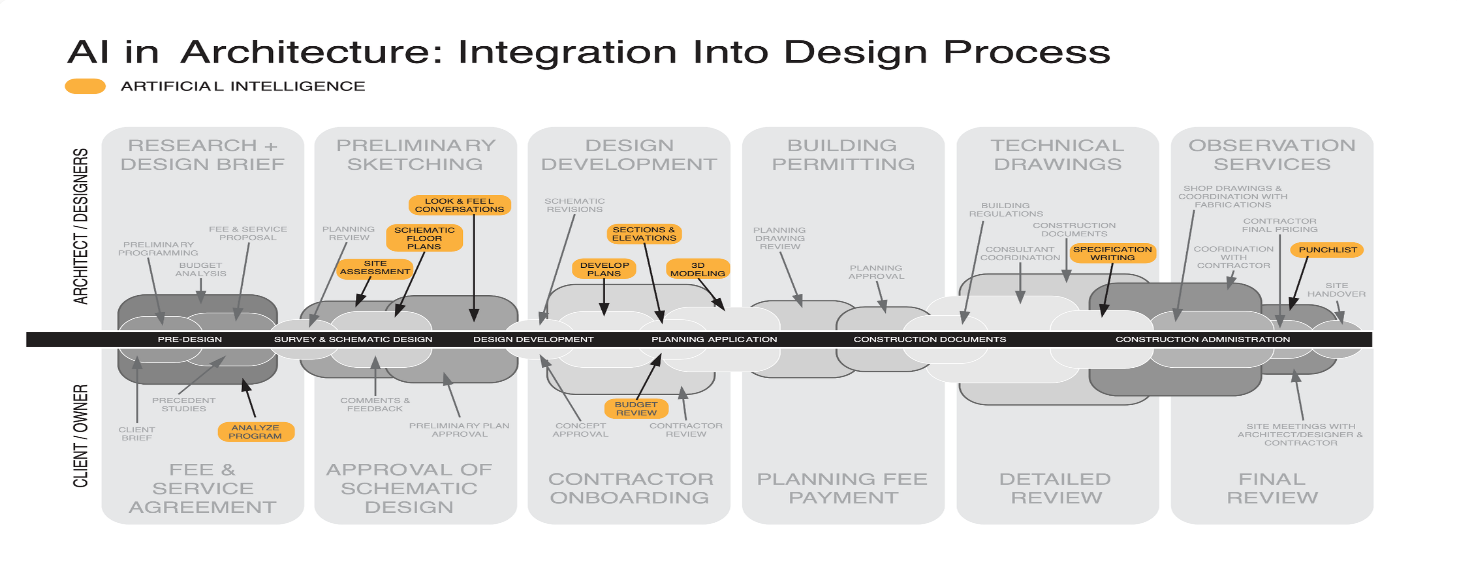 AI in Architecture: Integration Into Design Process
ARTIFICIAL INTELLIGENCE
ARCHITECT / DESIGNERS
CLIENT / OWNER
RESEARCH +
DESIGN BRIEF
PRELIMINARY
SKETCHING
DESIGN
DEVELOPMENT
BUILDING
PERMITTING
TECHNICAL
DRAWINGS
OBSERVATION
SERVICES
PRELIMINARY
PROGRAMMING
BUDGET
ANALYSIS
FEE & SERVICE
PROPOSAL
PLANNING
REVIEW
SITE
ASSESSMENT
SCHEMATIC
FLOOR
PLANS
LOOK & FEEL
CONVERSATIONS
SCHEMATIC
REVISIONS
DEVELOP
PLANS
SECTIONS &
ELEVATIONS
3D
MODELING
PLANNING
DRAWING
REVIEW
PLANNING
APPROVAL
BUILDING
REGULATIONS
CONSULTANT
COORDINATION
CONSTRUCTION
DOCUMENTS
SPECIFICATION
WRITING
SHOP DRAWINGS &
COORDINATION WITH
FABRICATIONS
COORDINATION
WITH
CONTRACTOR
CONTRACTOR
FINAL PRICING
PUNCHLIST
SITE
HANDOVER
PRE-DESIGN
SURVEY & SCHEMATIC DESIGN
DESIGN DEVELOPMENT
PLANNING APPLICATION
CONSTRUCTION DOCUMENTS
CONSTRUCTION ADMINISTRATION
CLIENT
BRIEF
PRECEDENT
STUDIES
ANALYZE
PROGRAM
COMMENTS &
FEEDBACK
PRELIMINARY PLAN
APPROVAL
CONCEPT
APPROVAL
BUDGET
REVIEW
CONTRACTOR
REVIEW
SITE MEETINGS WITH
ARCHITECT/DESIGNER &
CONTRACTOR
FEE &
SERVICE
AGREEMENT
APPROVAL OF
SCHEMATIC
DESIGN
CONTRACTOR
ONBOARDING
PLANNING FEE
PAYMENT
DETAILED
REVIEW
FINAL
REVIEW